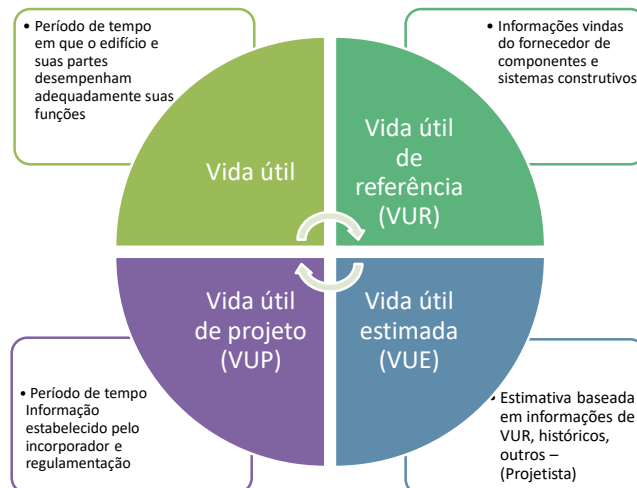 • Período de tempo
em que o edifício e
suas partes
desempenham
adequadamente suas
funções
• Informações vindas
do fornecedor de
componentes e
sistemas construtivos
Vida útil
Vida útil
de
referência
(VUR)
Vida útil
de projeto
(VUP)
Vida útil
estimada
(VUE)
• Período de tempo
Informação
estabelecido pelo
incorporador e
regulamentação
• Estimativa baseada
em informações de
VUR, históricos,
outros –
(Projetista)